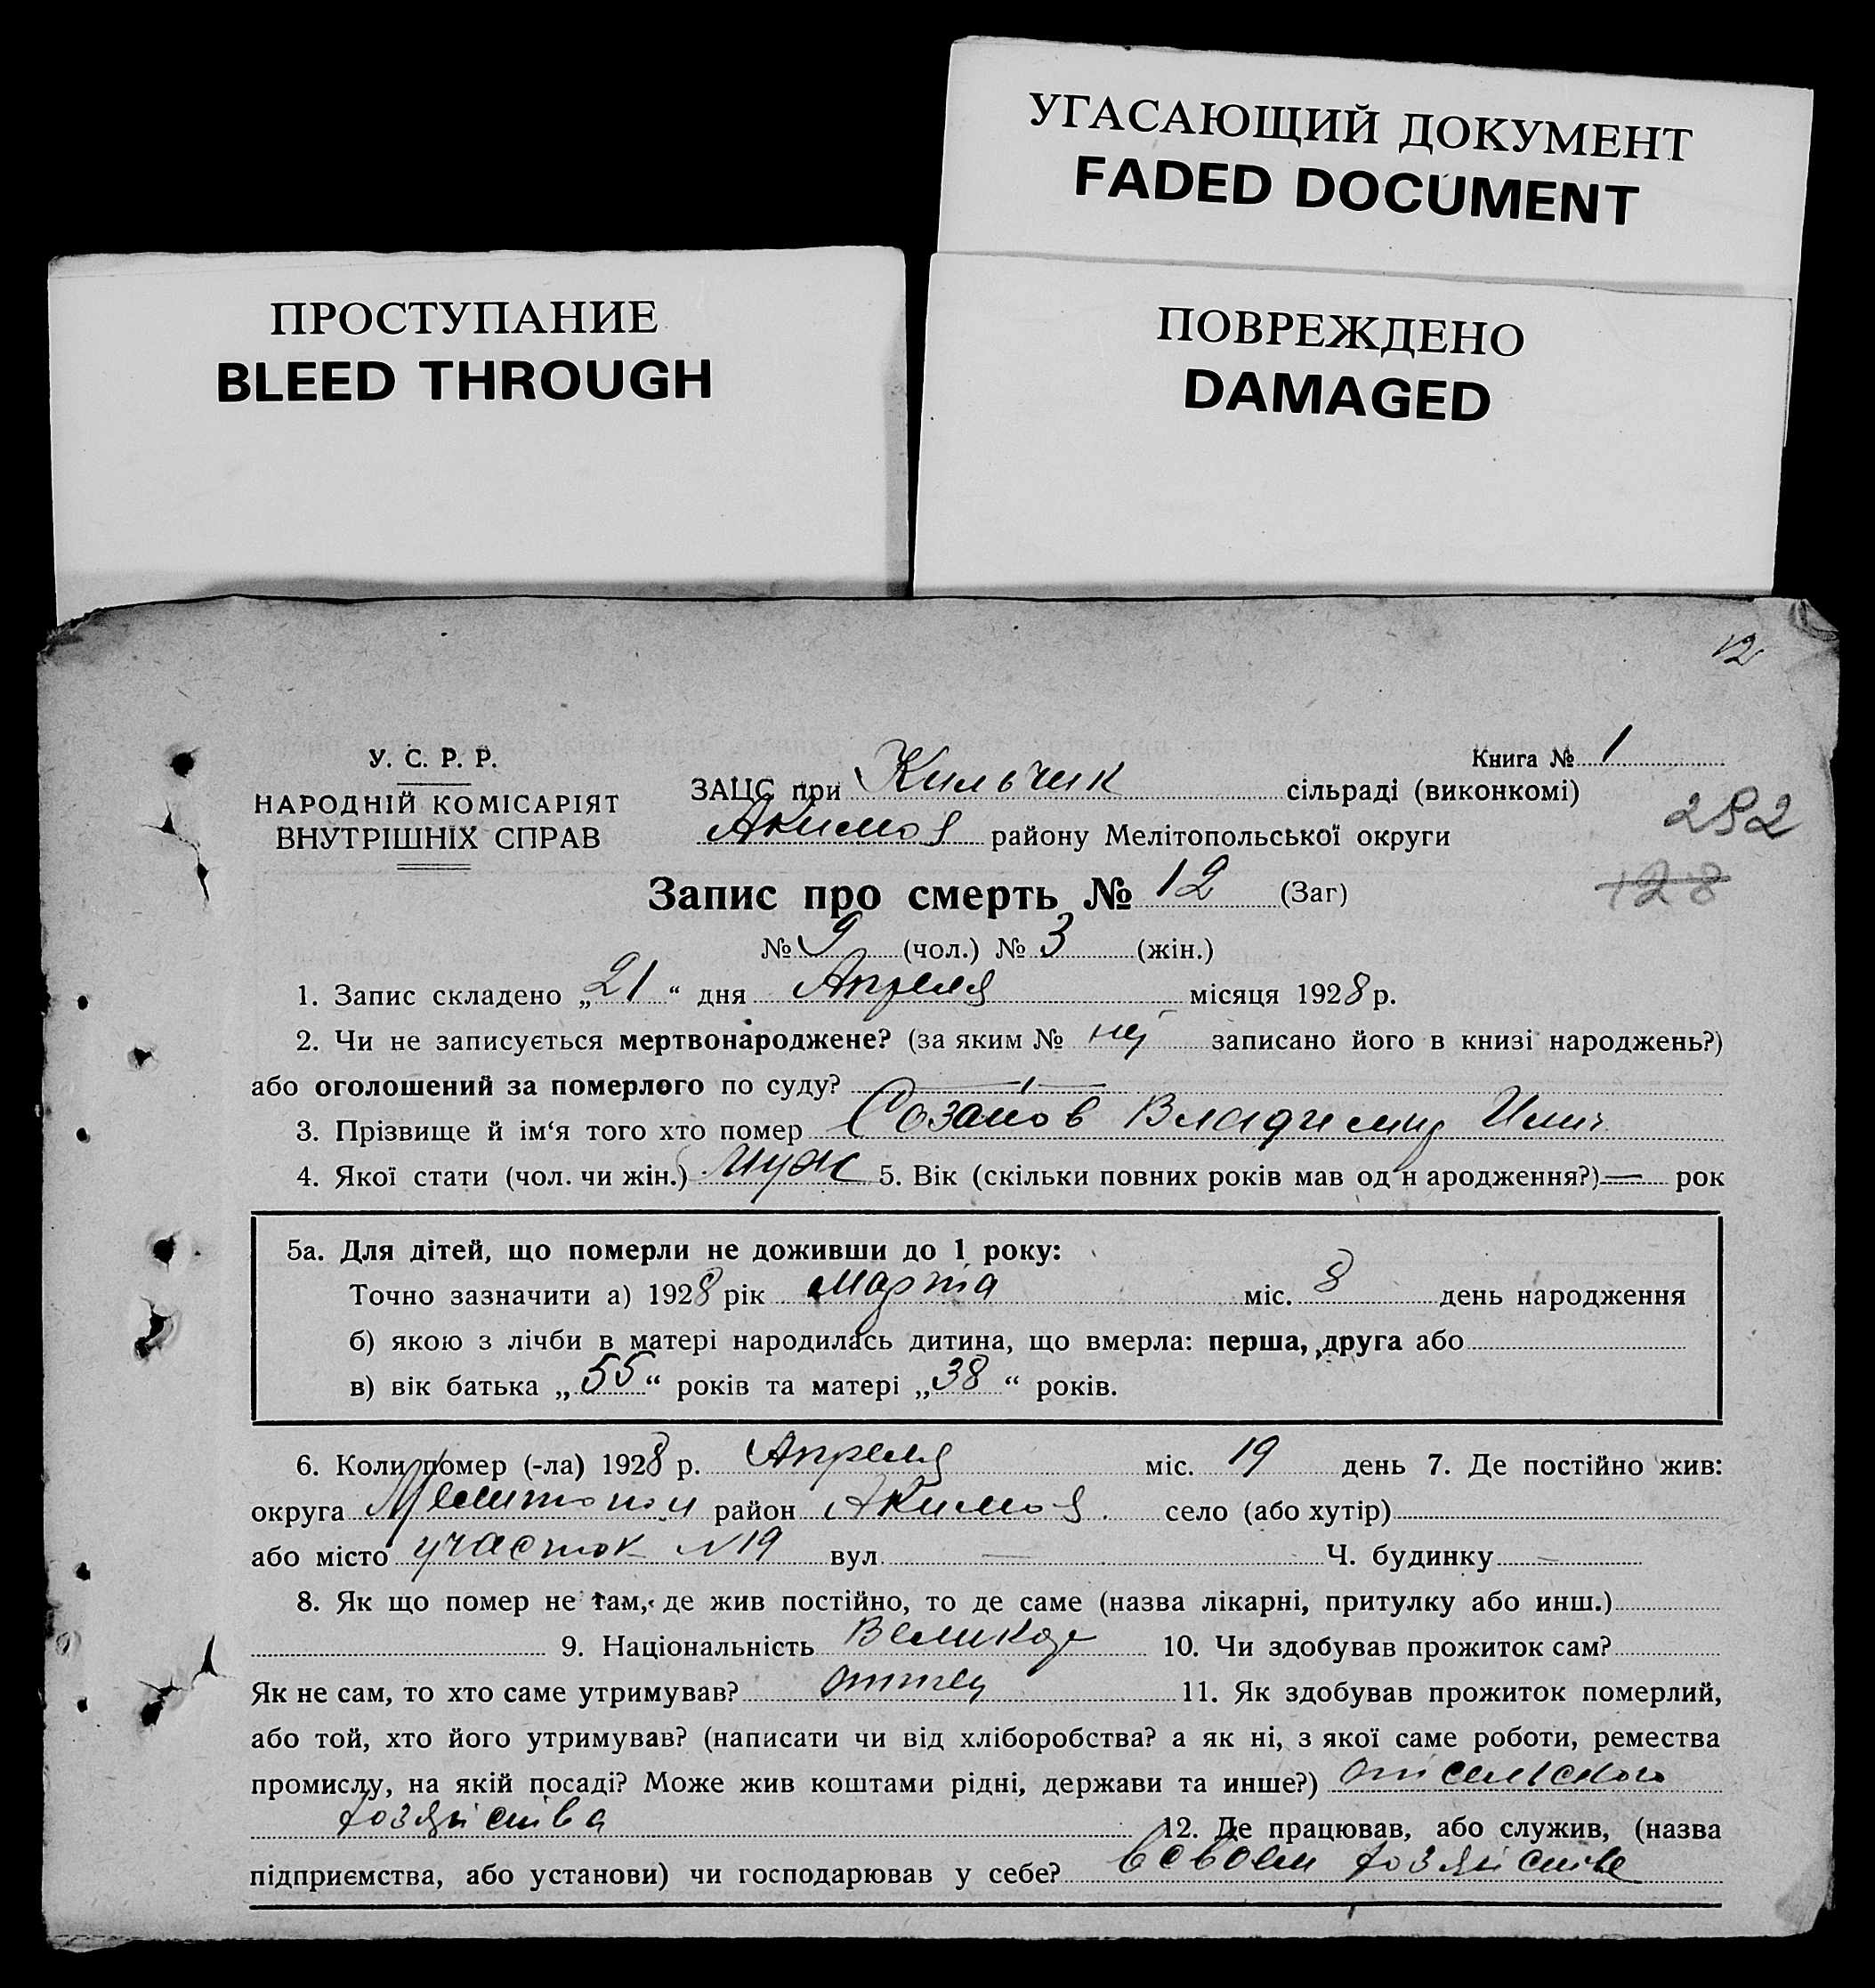 УГАСАЮЩИЙ ДОКУМЕНТ
FADED DOCUMENT
ПРОСТУПАНИЕ
BLEED THROUGH
ПОВРЕЖДЕНО
DAMAGED
12
У. С. Р. Р.
НАРОДНІЙ КОМІСАРІЯТ
ВНУТРІШНІХ СПРАВ
Книга № 1
ЗАЦС при Кильчик сільраді (виконкомі)
Акимов району Мелітопольської округи
292
128
Запис про смерть № 12 (Заг)
№ 9 (чол.) № 3 (жін.)
1. Запис складено „21“ дня Апреля місяця 1928 р.
2. Чи не записується мертвонароджене? (за яким № нет записано його в книзі народжень?)
або оголошений за померлого по суду?
3. Прізвище й ім‘я того хто помер Созанов Владимир
4. Якої стати (чол. чи жін.) муж 5. Вік (скільки повних років мав од н ародження?) — рок
5а. Для дітей, що померли не доживши до 1 року:
Точно зазначити а) 1928 рік марта міс. 8 день народження
б) якою з лічби в матері народилась дитина, що вмерла: перша, друга або
в) вік батька „55“ років та матері „38“ років.
6. Коли помер (-ла) 1928 р. Апреля міс. 19 день 7. Де постійно жив:
округа Мелитопол район Акимов село (або хутір)
або місто участок №19 вул. — Ч. будинку —
8. Як що помер не там, де жив постійно, то де саме (назва лікарні, притулку або инш.)
9. Національність Великор 10. Чи здобував прожиток сам?
Як не сам, то хто саме утримував? оттец 11. Як здобував прожиток померлий,
або той, хто його утримував? (написати чи від хліборобства? а як ні, з якої саме роботи, ремества
промислу, на якій посаді? Може жив коштами рідні, держави та инше?) от сельского
хозяйства 12. Де працював, або служив, (назва
підприємства, або установи) чи господарював у себе? в своем хозяйстве